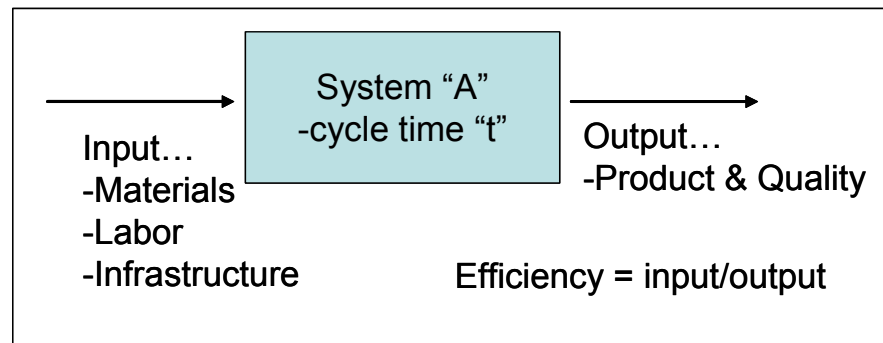 System “A”
-cycle time “t”
Input…
-Materials
-Labor
-Infrastructure
Output…
-Product & Quality
Efficiency = input/output